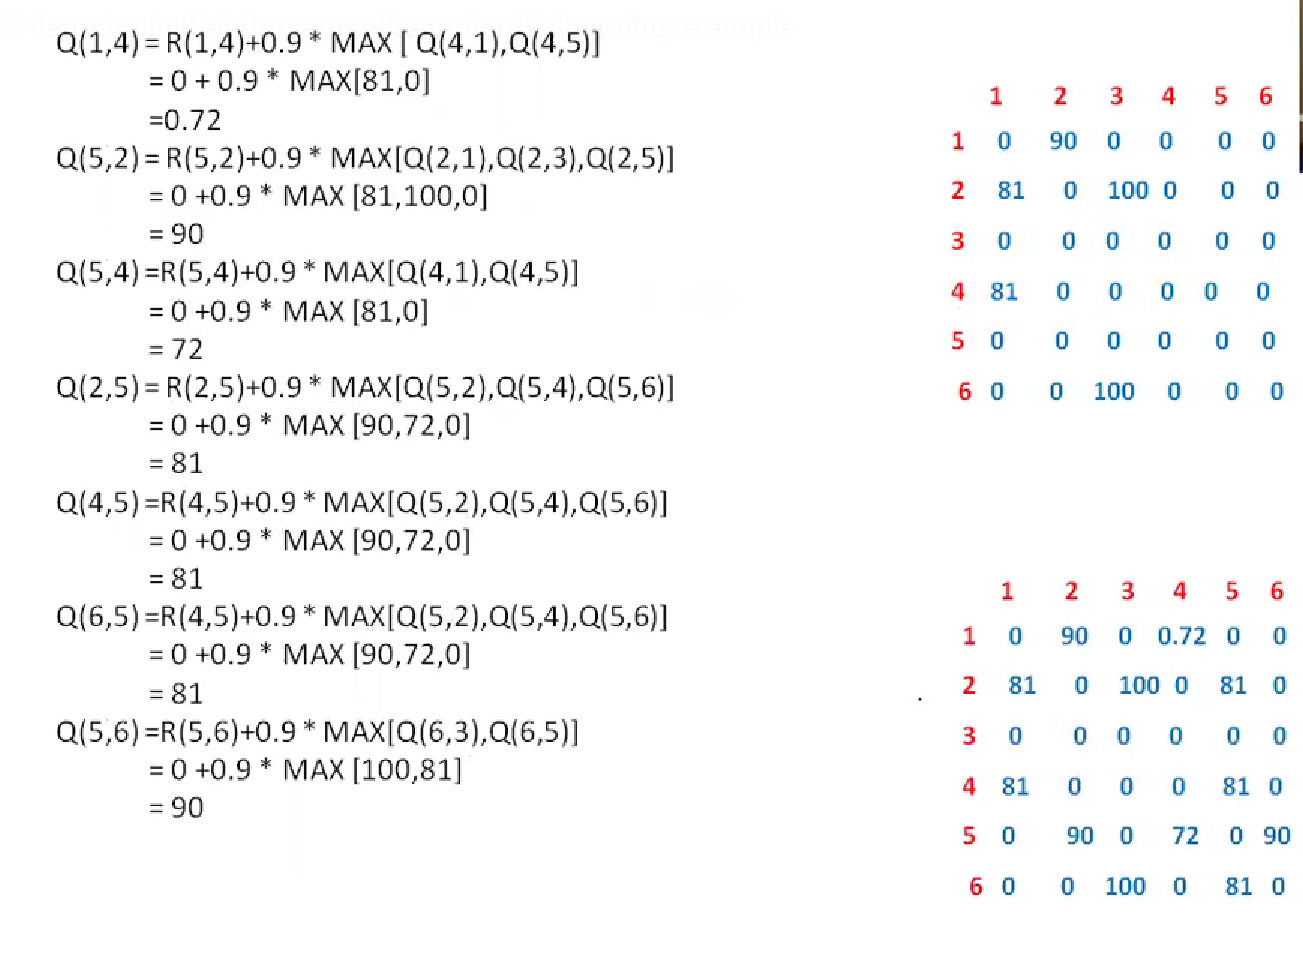 Q(1,4) = R(1,4)+0.9 * MAX [ Q(4,1),Q(4,5)]
= 0 + 0.9 * MAX[81,0]
=0.72
Q(5,2) = R(5,2)+0.9 * MAX[Q(2,1),Q(2,3),Q(2,5)]
= 0 +0.9 * MAX [81,100,0]
= 90
Q(5,4) =R(5,4)+0.9 * MAX[Q(4,1),Q(4,5)]
= 0 +0.9 * MAX [81,0]
= 72
Q(2,5) = R(2,5)+0.9 * MAX[Q(5,2),Q(5,4),Q(5,6)]
= 0 +0.9 * MAX [90,72,0]
= 81
Q(4,5) =R(4,5)+0.9 * MAX[Q(5,2),Q(5,4),Q(5,6)]
= 0 +0.9 * MAX [90,72,0]
= 81
Q(6,5) =R(4,5)+0.9 * MAX[Q(5,2),Q(5,4),Q(5,6)]
= 0 +0.9 * MAX [90,72,0]
= 81
Q(5,6) =R(5,6)+0.9 * MAX[Q(6,3),Q(6,5)]
= 0 +0.9 * MAX [100,81]
= 90
1 2 3 4 5 6
1 0 90 0 0 0 0
2 81 0 100 0 0 0
3 0 0 0 0 0 0
4 81 0 0 0 0 0
5 0 0 0 0 0 0
6 0 0 100 0 0 0
1 2 3 4 5 6
1 0 90 0 0.72 0 0
2 81 0 100 0 81 0
3 0 0 0 0 0 0
4 81 0 0 0 81 0
5 0 90 0 72 0 90
6 0 0 100 0 81 0